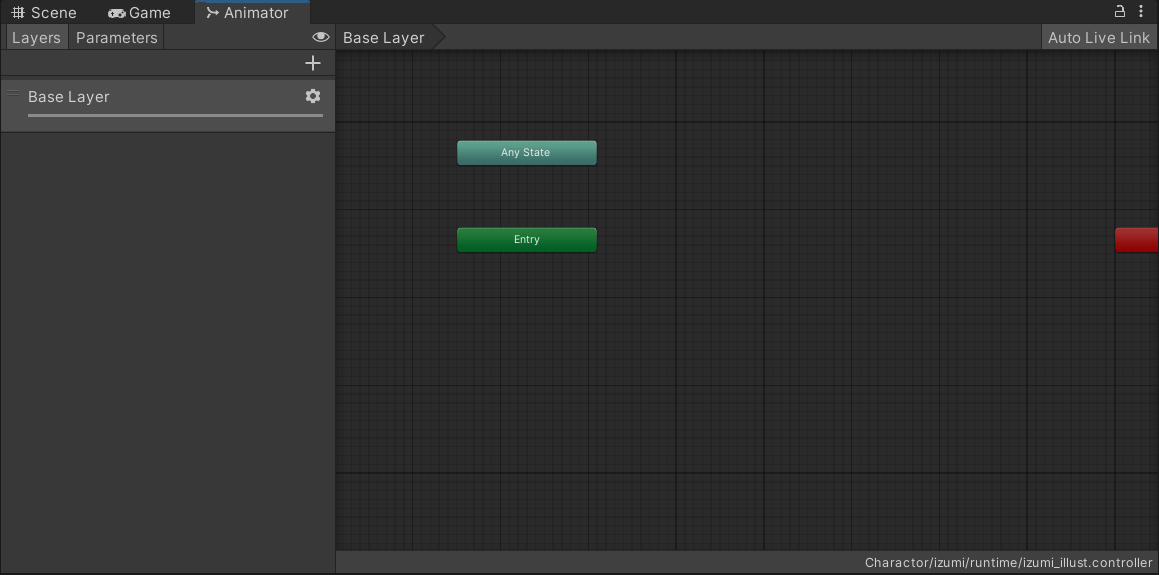 Scene Game Animator
Layers Parameters Base Layer Auto Live Link
Base Layer
Any State
Entry
Charactor/izumi/runtime/izumi_illust.controller